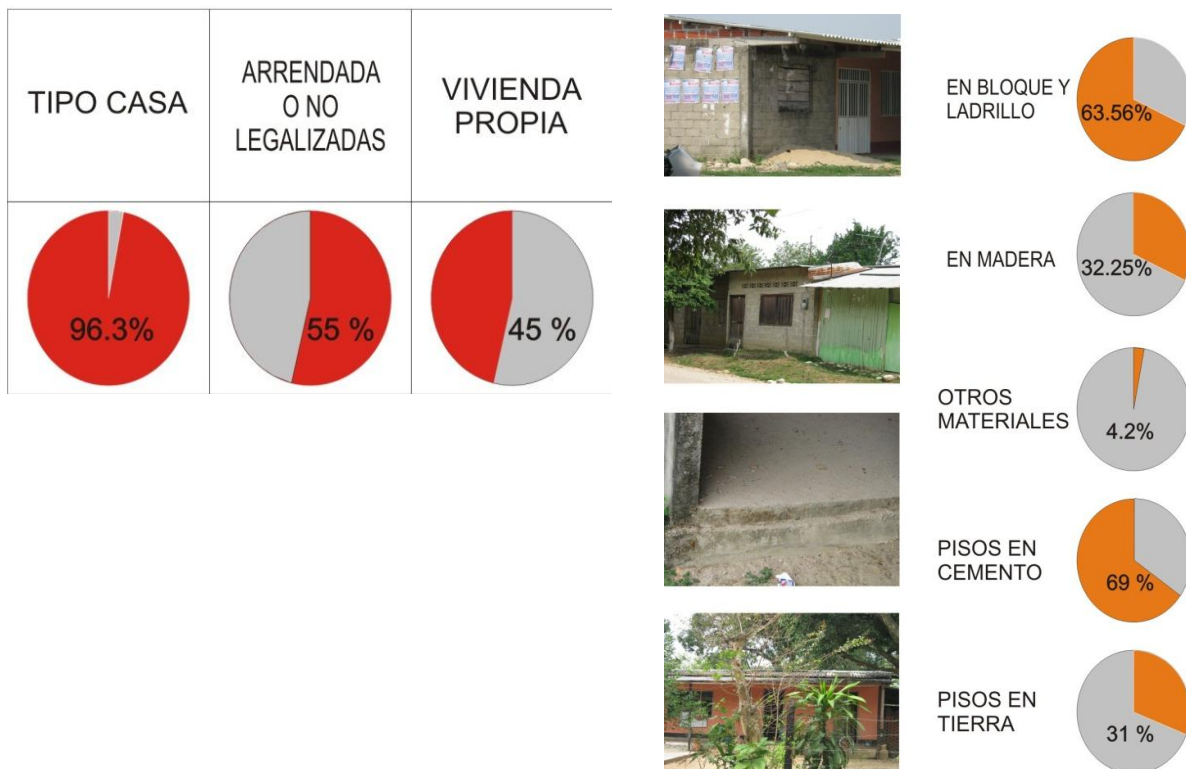 TIPO CASA
ARRENDADA
O NO
LEGALIZADAS
VIVIENDA
PROPIA
96.3%
55 %
45 %
EN BLOQUE Y
LADRILLO
63.56%
EN MADERA
32.25%
OTROS
MATERIALES
4.2%
PISOS EN
CEMENTO
69 %
PISOS EN
TIERRA
31 %